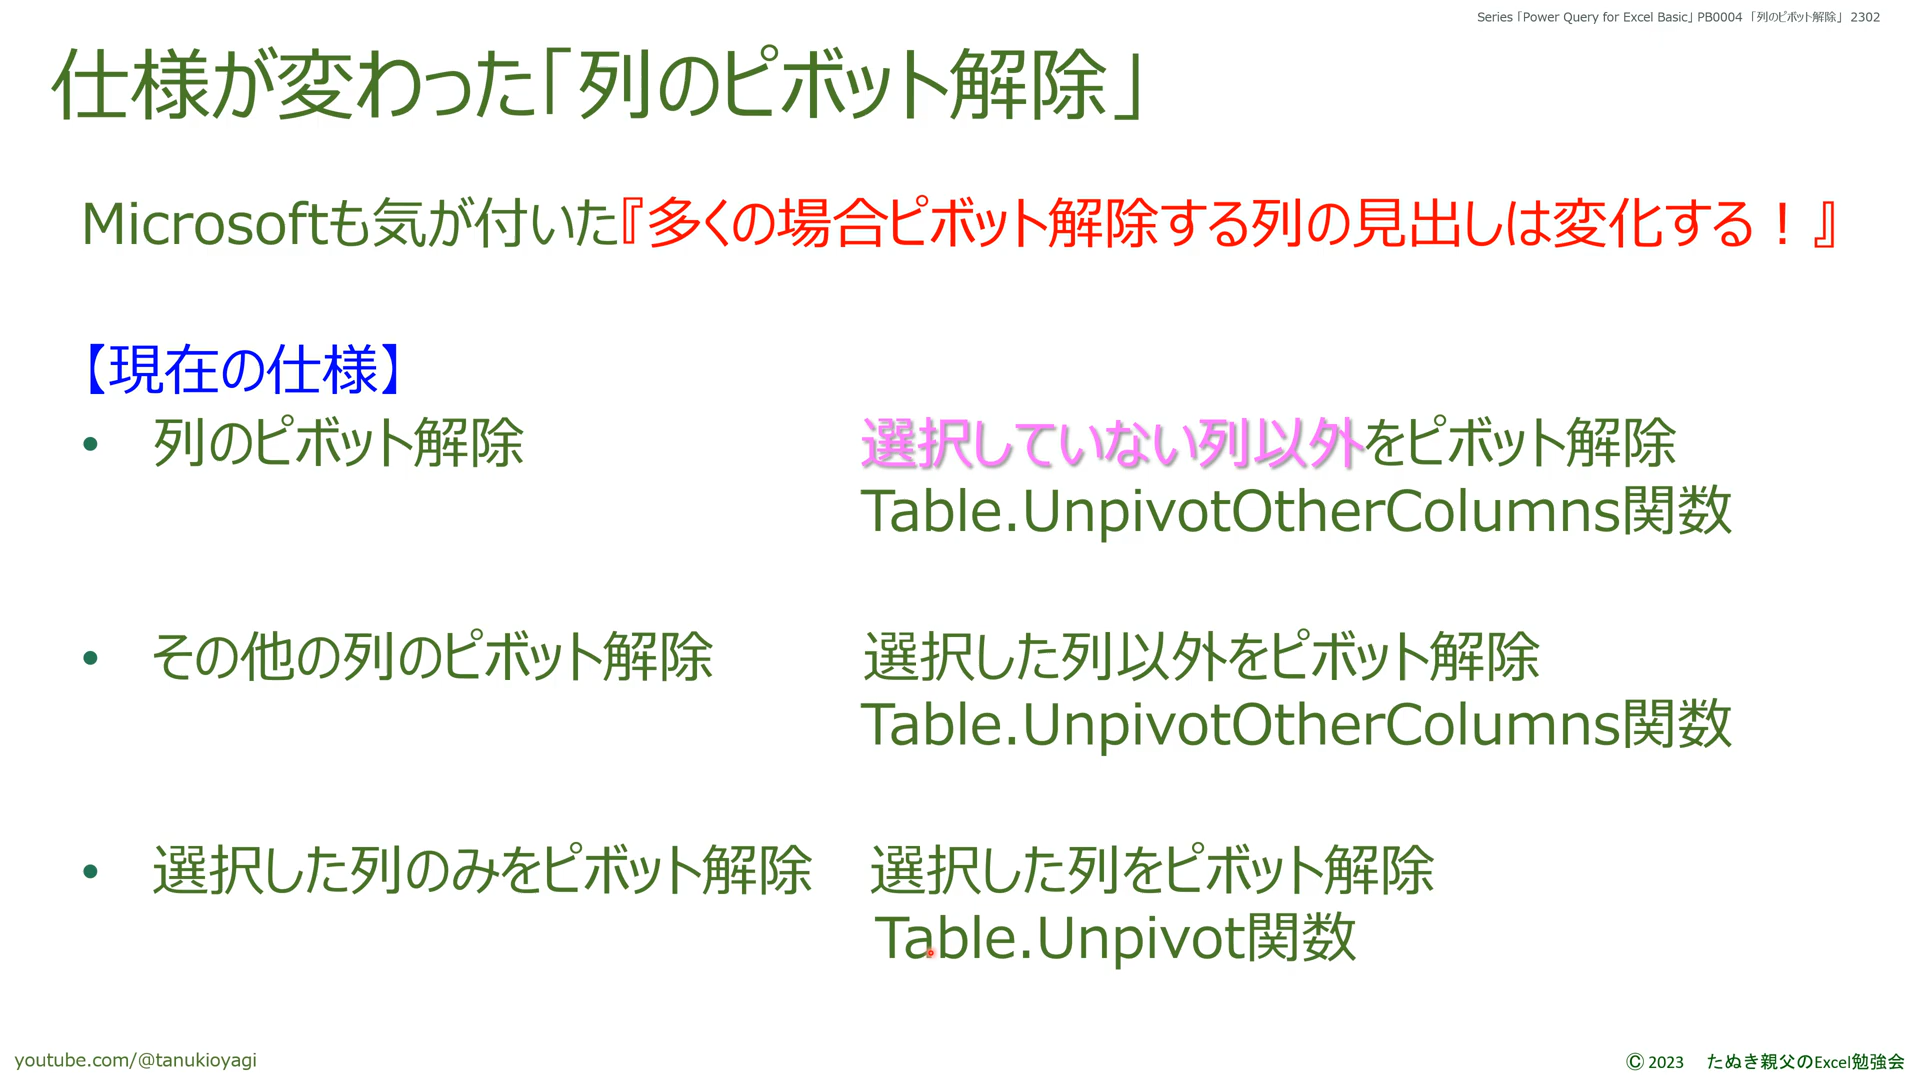 Series「Power Query for Excel Basic」PB0004 「列のピボット解除」 2302
仕様が変わった「列のピボット解除」
Microsoftも気が付いた『多くの場合ピボット解除する列の見出しは変化する！』
【現在の仕様】
• 列のピボット解除 選択していない列以外をピボット解除
Table.UnpivotOtherColumns関数
• その他の列のピボット解除 選択した列以外をピボット解除
Table.UnpivotOtherColumns関数
• 選択した列のみをピボット解除 選択した列をピボット解除
Table.Unpivot関数
youtube.com/@tanukioyagi
Ⓒ 2023 たぬき親父のExcel勉強会